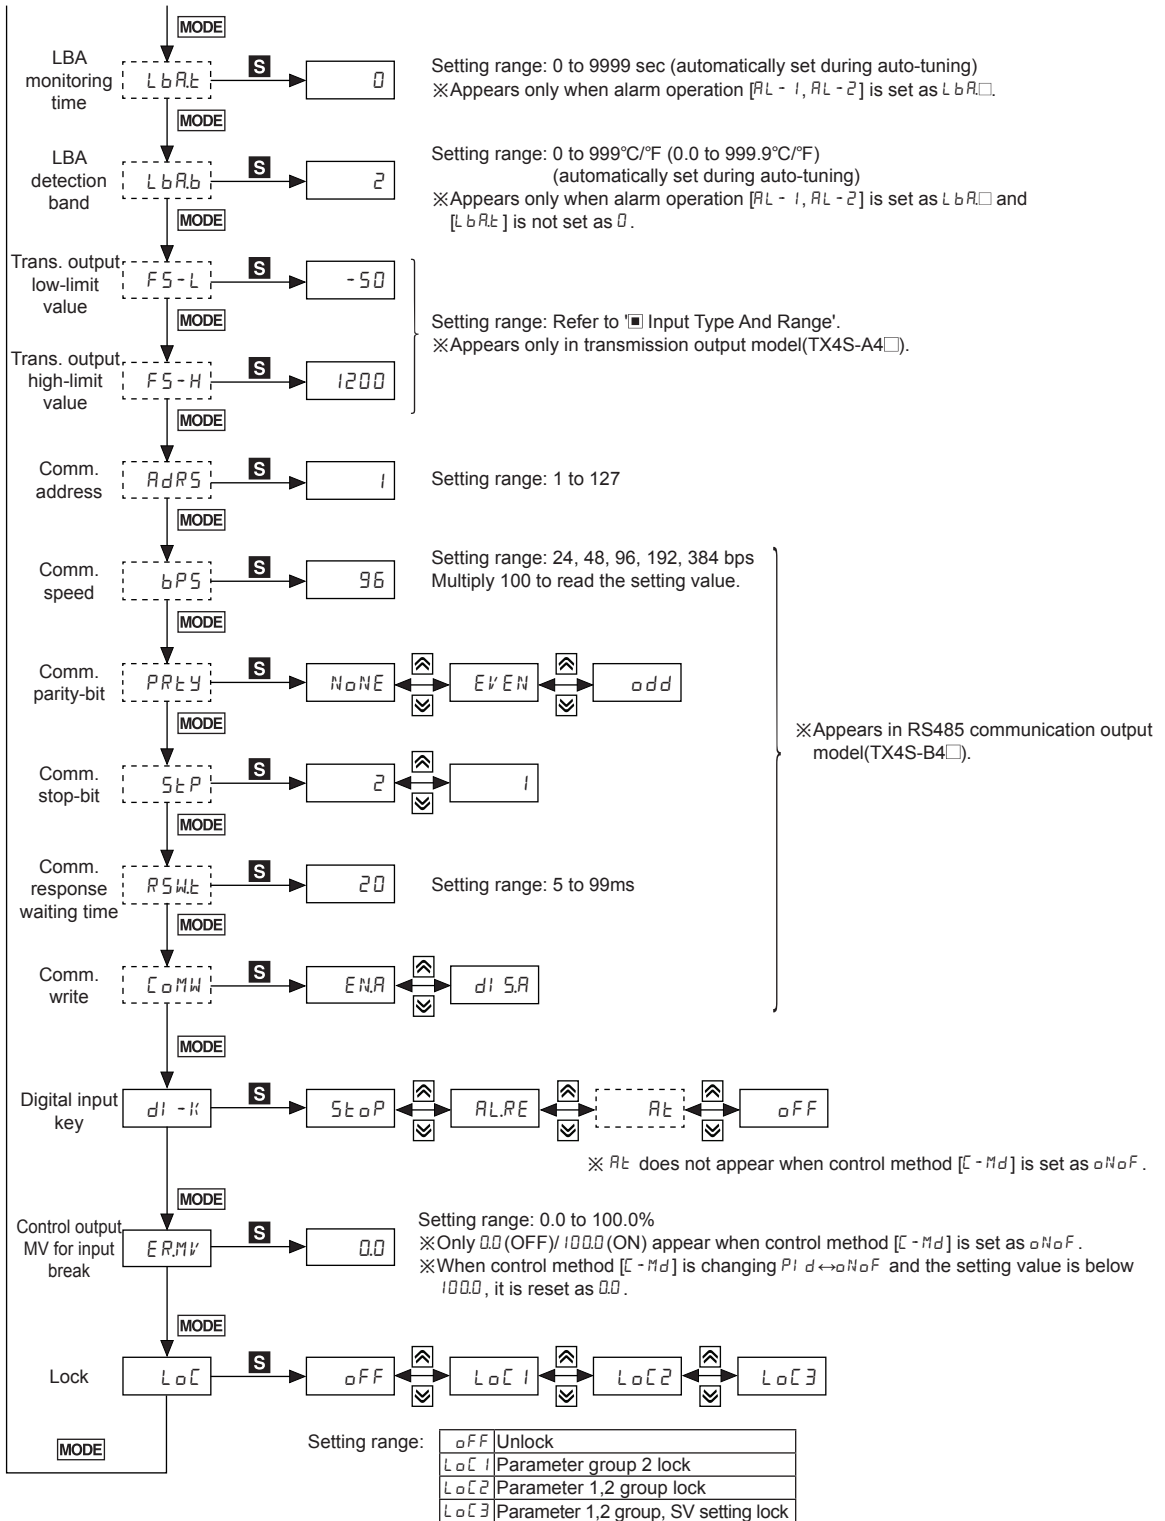 MODE
LBA
monitoring
time
LbA.t
S
0
Setting range: 0 to 9999 sec (automatically set during auto-tuning)
※Appears only when alarm operation [AL-1, AL-2] is set as LbA.□.
MODE
LBA
detection
band
LbA.b
S
2
Setting range: 0 to 999℃/℉ (0.0 to 999.9℃/℉)
(automatically set during auto-tuning)
※Appears only when alarm operation [AL-1, AL-2] is set as LbA.□ and
[LbA.t] is not set as 0.
MODE
Trans. output
low-limit
value
FS-L
S
-50
MODE
Setting range: Refer to '▣ Input Type And Range'.
※Appears only in transmission output model(TX4S-A4□).
Trans. output
high-limit
value
FS-H
S
1200
MODE
Comm.
address
AdRS
S
1
Setting range: 1 to 127
MODE
Comm.
speed
bPS
S
96
Setting range: 24, 48, 96, 192, 384 bps
Multiply 100 to read the setting value.
MODE
Comm.
parity-bit
PRtY
S
NoNE
EVEN
odd
MODE
※Appears in RS485 communication output
model(TX4S-B4□).
Comm.
stop-bit
StP
S
2
1
MODE
Comm.
response
waiting time
RSW.t
S
20
Setting range: 5 to 99ms
MODE
Comm.
write
CoMW
S
EN.A
dIS.A
MODE
Digital input
key
dI-K
S
StoP
AL.RE
At
oFF
※ At does not appear when control method [C-Md] is set as oNoF.
MODE
Control output
MV for input
break
ER.MV
S
0.0
Setting range: 0.0 to 100.0%
※Only 0.0 (OFF)/ 100.0 (ON) appear when control method [C-Md] is set as oNoF.
※When control method [C-Md] is changing PId↔oNoF and the setting value is below
100.0, it is reset as 0.0.
MODE
Lock
LoC
S
oFF
LoC1
LoC2
LoC3
MODE
Setting range:
oFF Unlock
LoC1 Parameter group 2 lock
LoC2 Parameter 1,2 group lock
LoC3 Parameter 1,2 group, SV setting lock